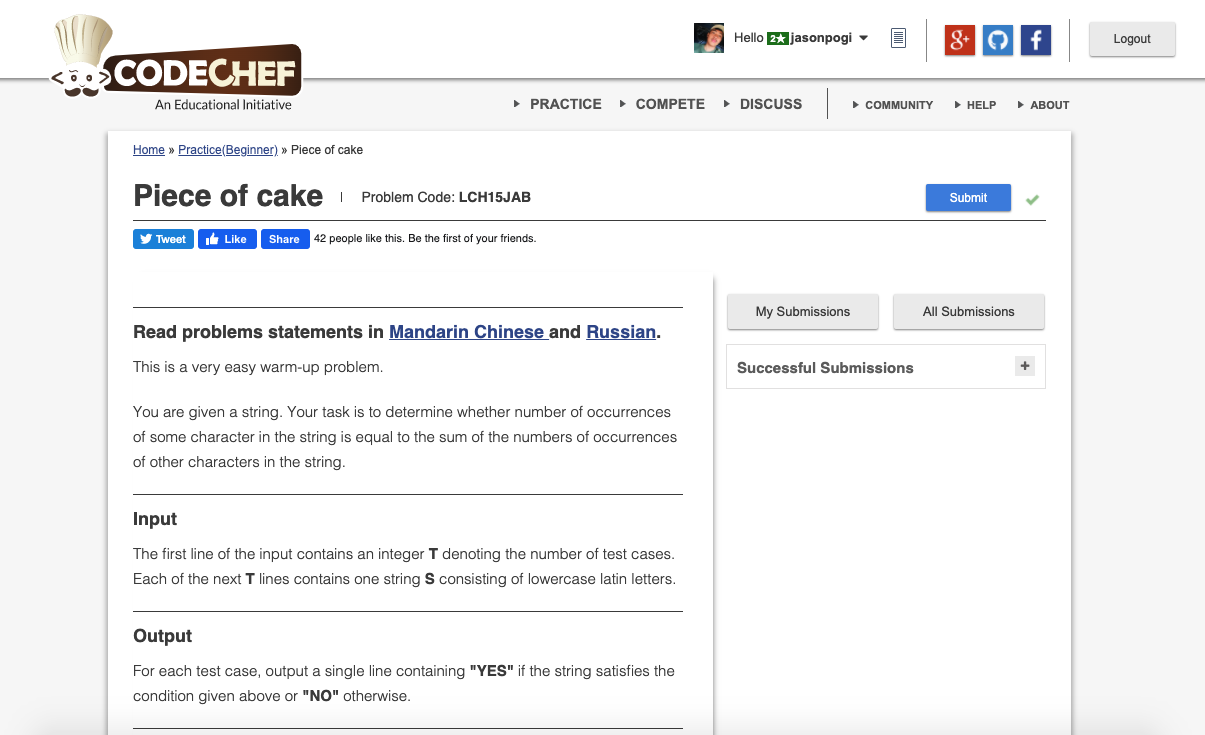 CODECHEF
An Educational Initiative
Hello 2★ jasonpogi
g+
f
Logout
PRACTICE COMPETE DISCUSS COMMUNITY HELP ABOUT
Home » Practice(Beginner) » Piece of cake
Piece of cake | Problem Code: LCH15JAB
Submit
Tweet Like Share 42 people like this. Be the first of your friends.
Read problems statements in Mandarin Chinese and Russian.
This is a very easy warm-up problem.
You are given a string. Your task is to determine whether number of occurrences
of some character in the string is equal to the sum of the numbers of occurrences
of other characters in the string.
Input
The first line of the input contains an integer T denoting the number of test cases.
Each of the next T lines contains one string S consisting of lowercase latin letters.
Output
For each test case, output a single line containing "YES" if the string satisfies the
condition given above or "NO" otherwise.
My Submissions
All Submissions
Successful Submissions +